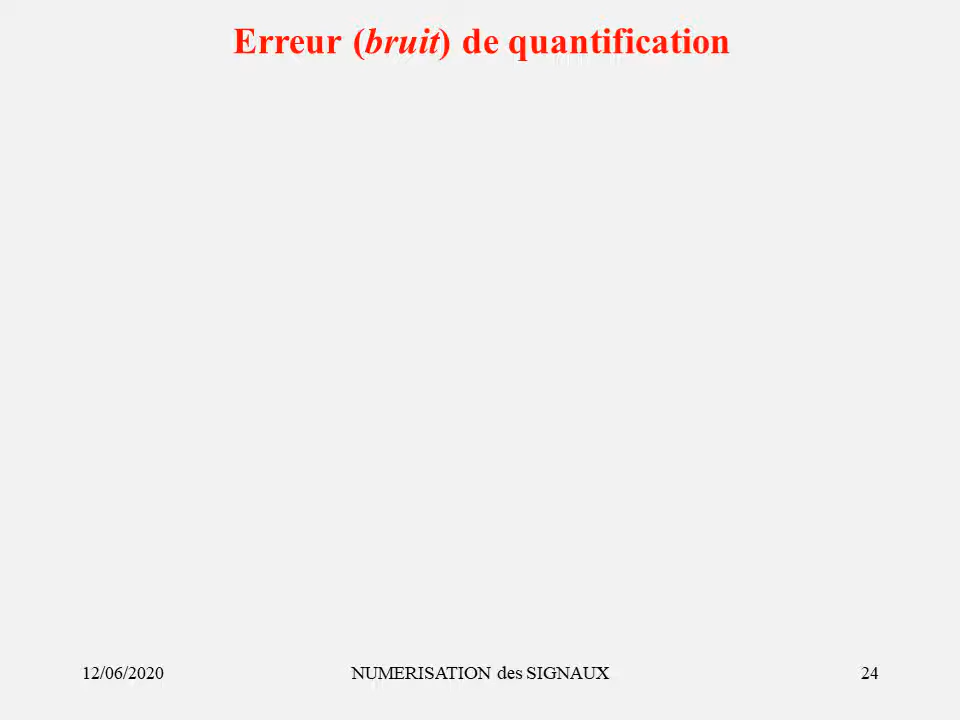 Erreur (bruit) de quantification
12/06/2020 NUMERISATION des SIGNAUX 24